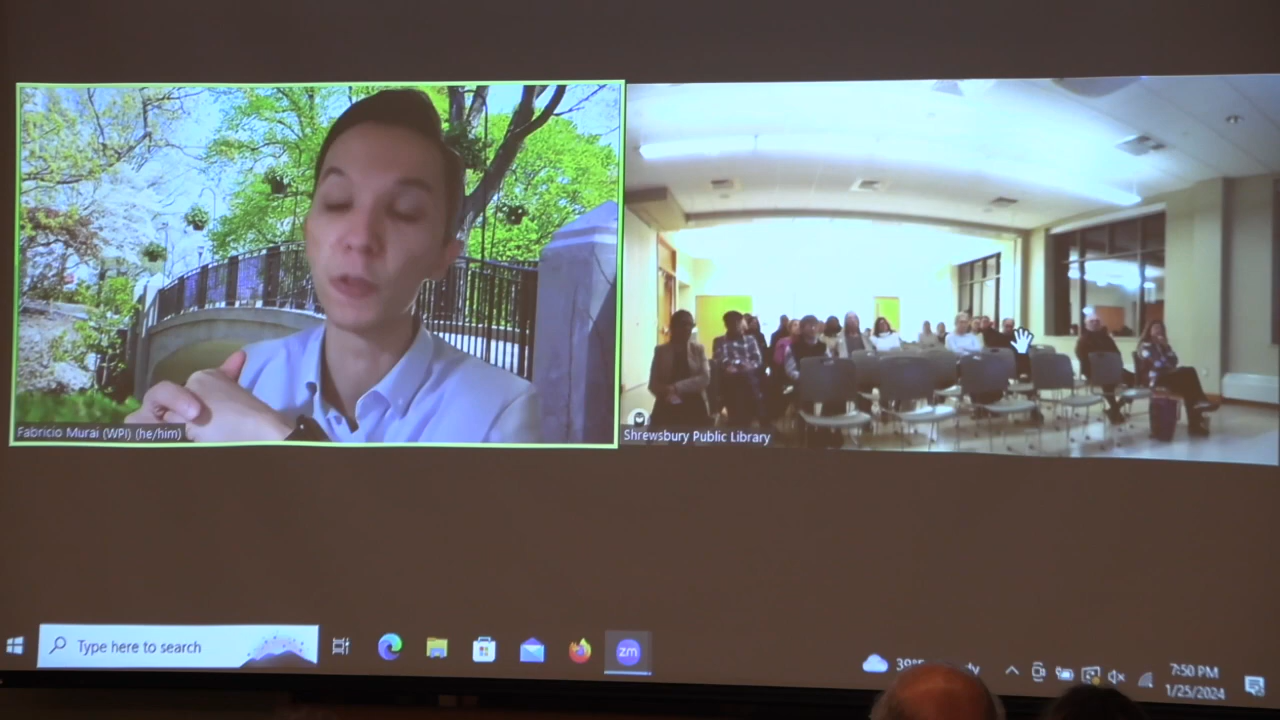 Fabricio Murai (WPI) (he/him)
Shrewsbury Public Library
Type here to search
zm
39°F
7:50 PM
1/25/2024